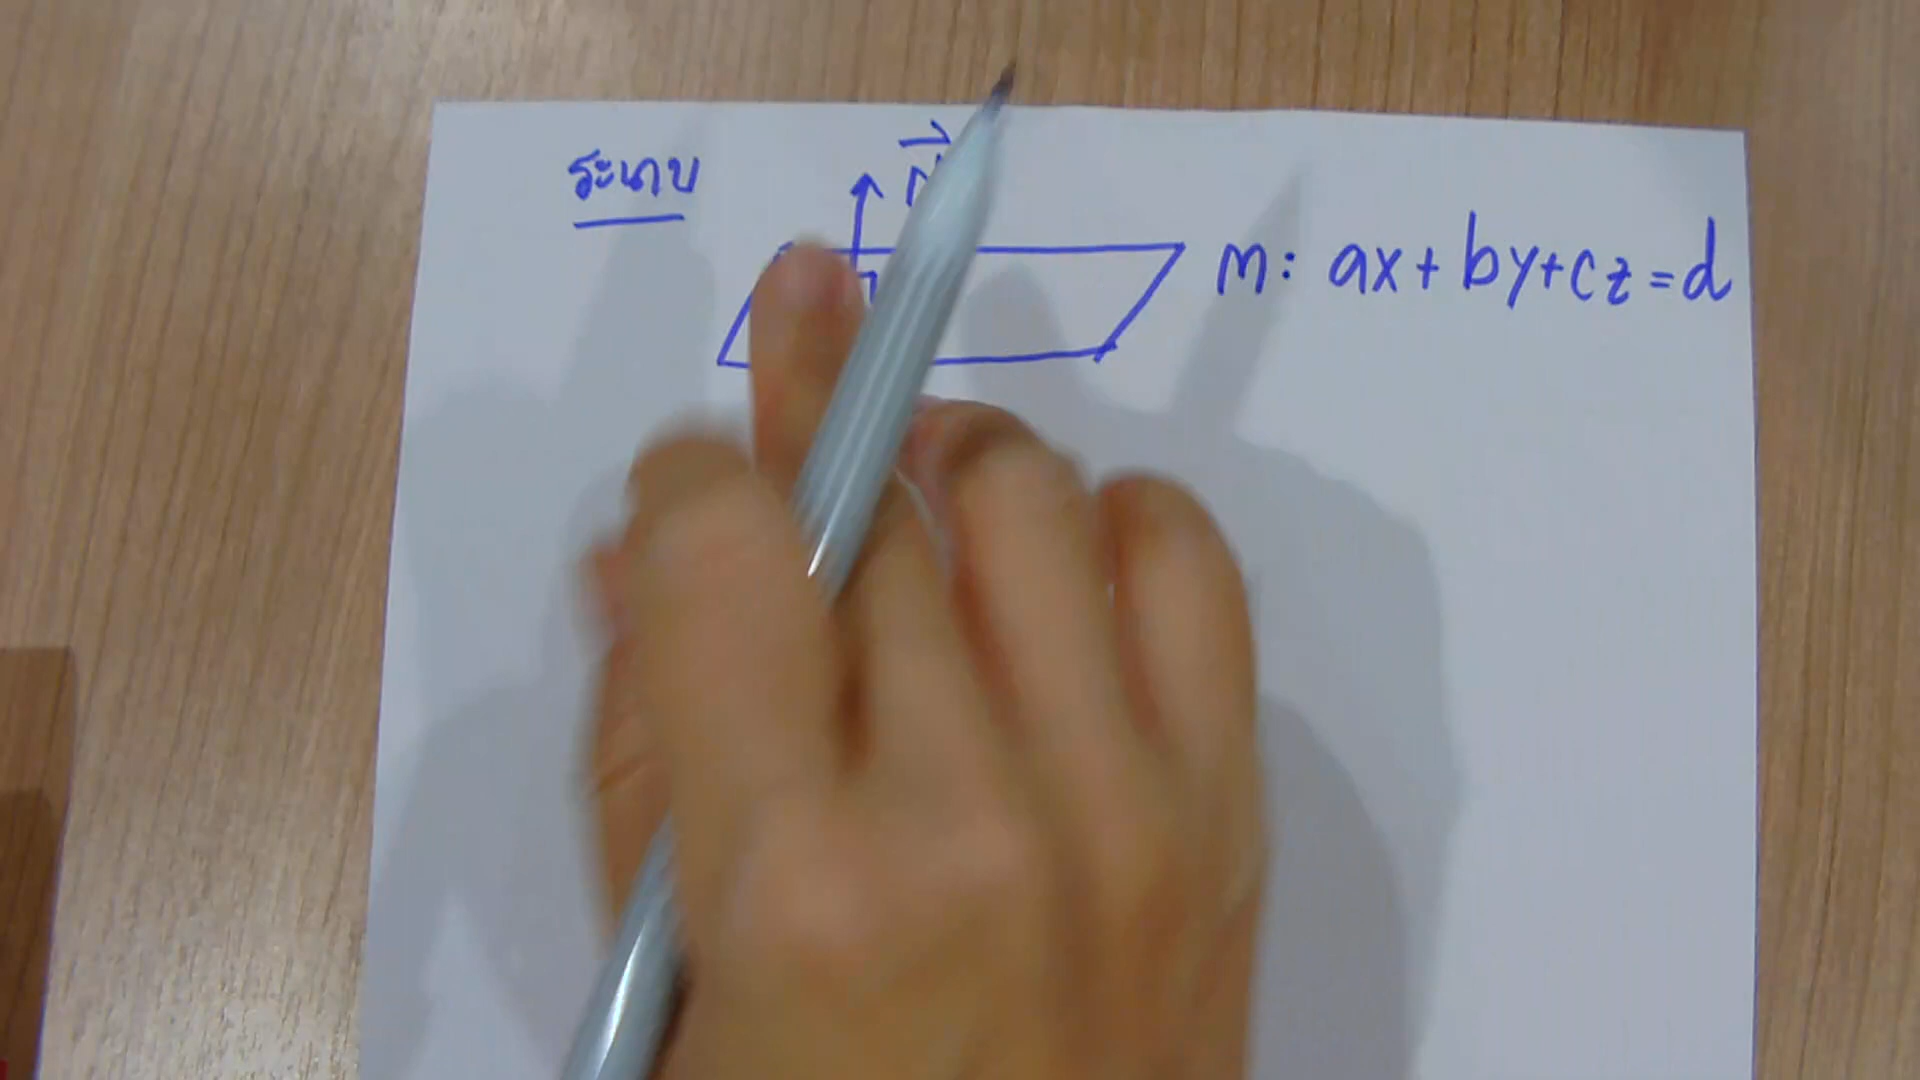 ระนาบ
m: ax + by + cz = d